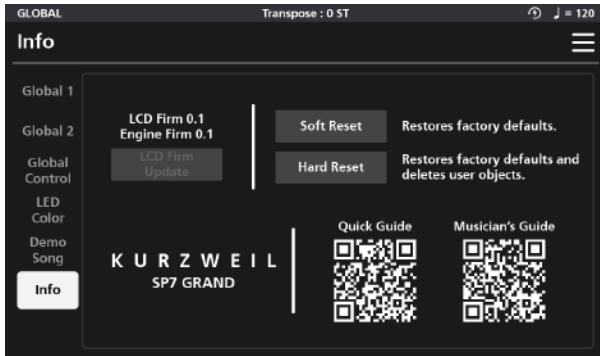 GLOBAL
Transpose : 0 ST
♩ = 120
Info
Global 1
Global 2
Global
Control
LED
Color
Demo
Song
Info
LCD Firm 0.1
Engine Firm 0.1
LCD Firm
Update
Soft Reset
Restores factory defaults.
Hard Reset
Restores factory defaults and
deletes user objects.
KURZWEIL
SP7 GRAND
Quick Guide
Musician's Guide